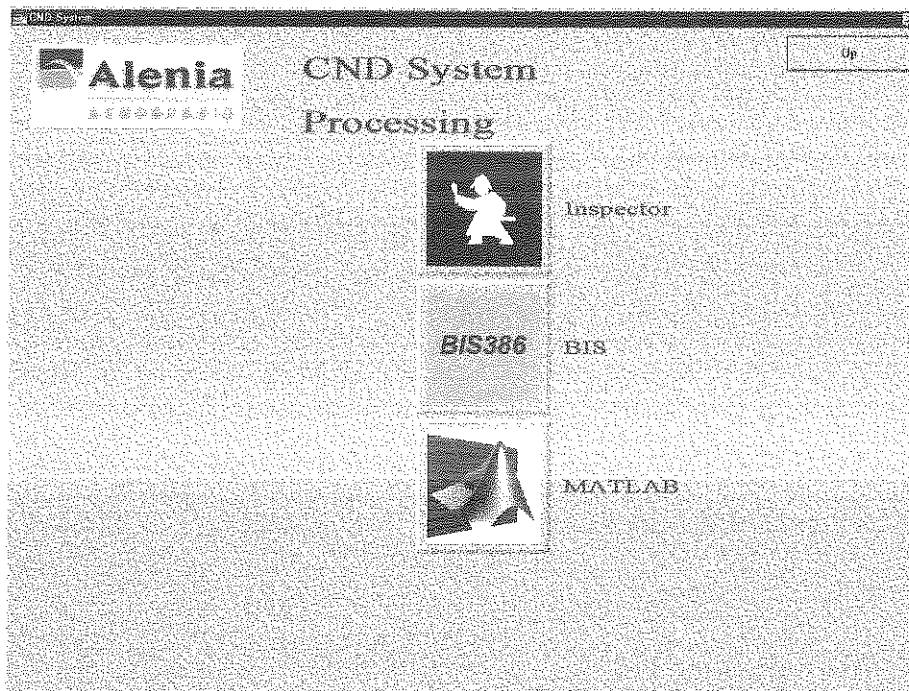 CND System
Alenia
CND System
Up
Processing
Inspector
BIS386
BIS
MATLAB